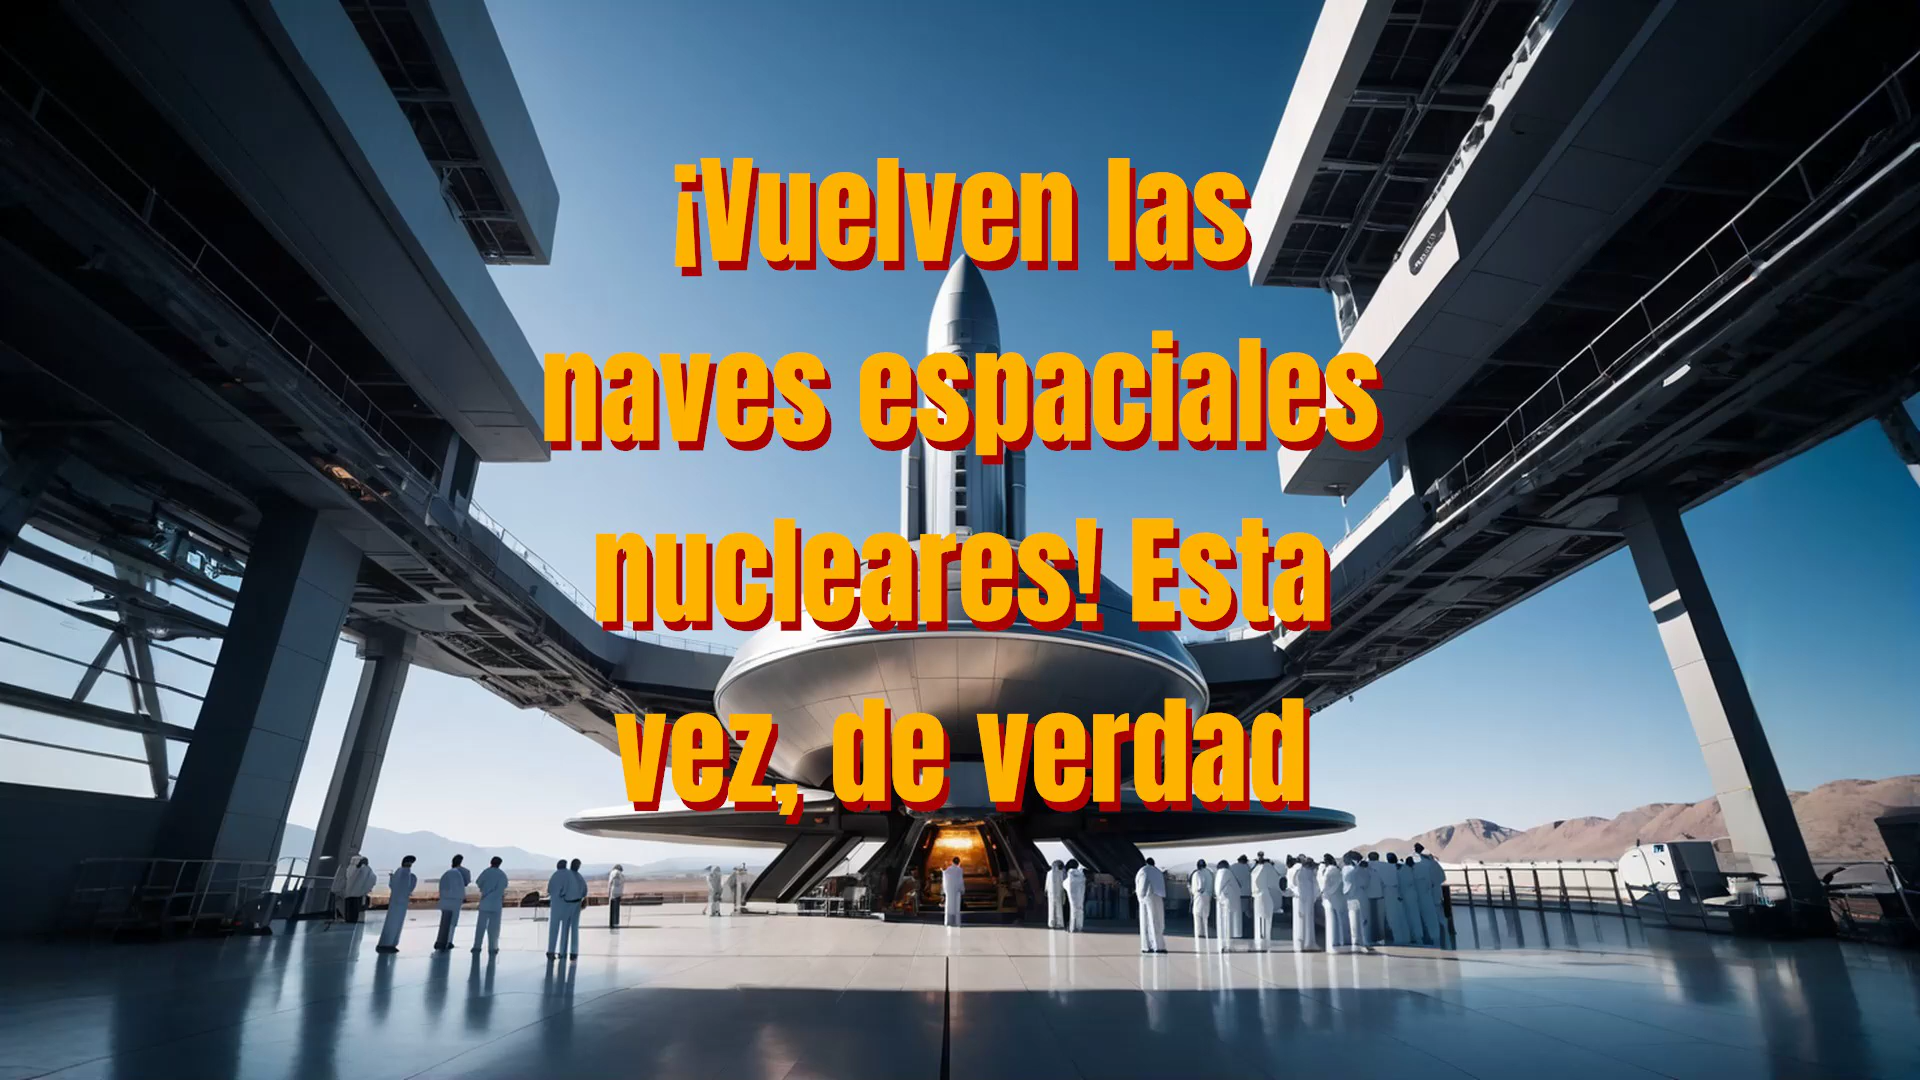 ¡Vuelven las
naves espaciales
nucleares! Esta
vez, de verdad